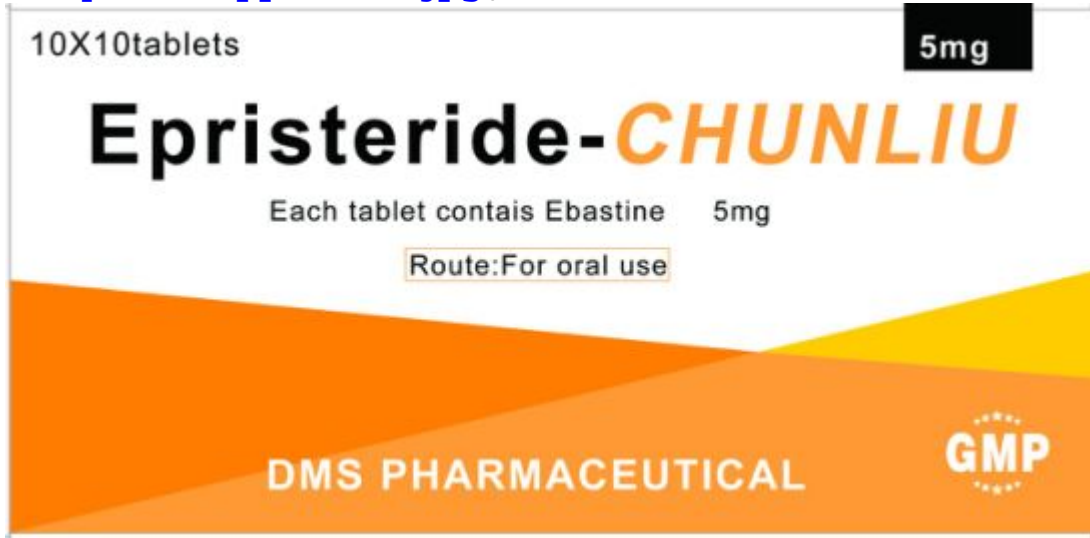 10X10tablets
5mg
Epristeride-CHUNLIU
Each tablet contais Ebastine 5mg
Route:For oral use
GMP
DMS PHARMACEUTICAL